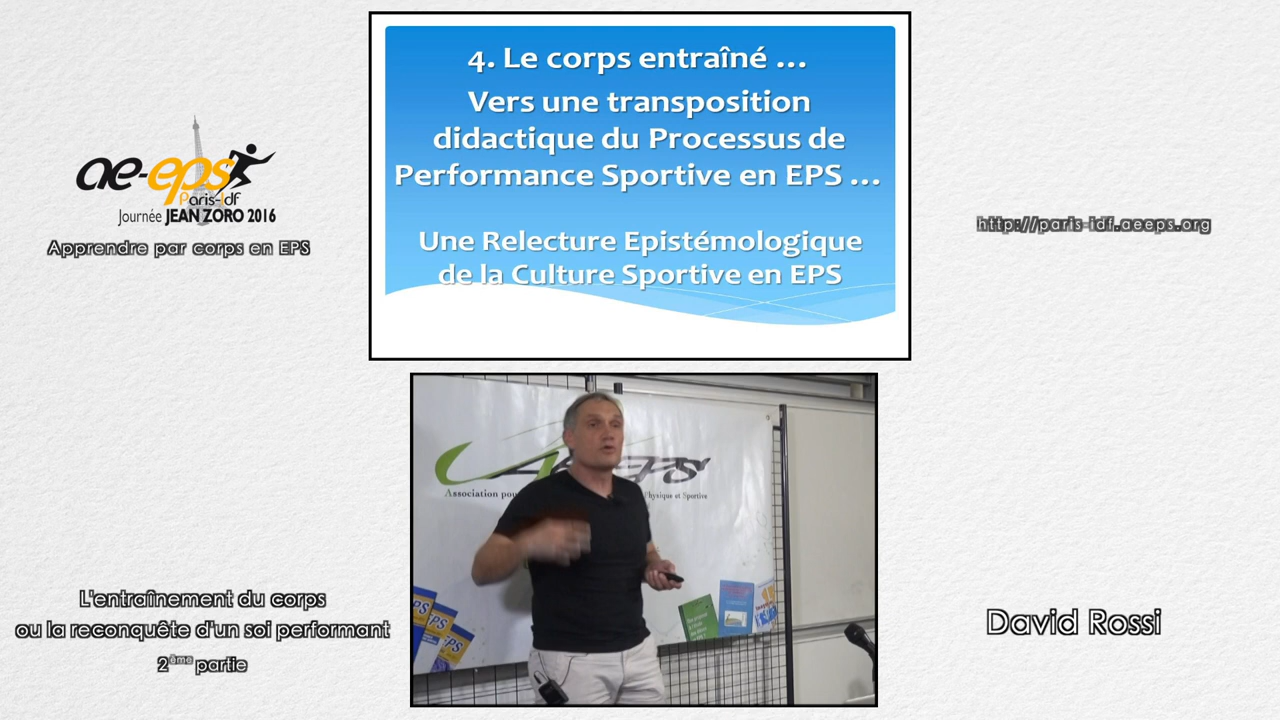 4. Le corps entraîné ...
Vers une transposition
didactique du Processus de
Performance Sportive en EPS ...
Une Relecture Epistémologique
de la Culture Sportive en EPS
ae-eps
Paris-Idf
Journée JEAN ZORO 2016
Apprendre par corps en EPS
http://paris-idf.aeeps.org
Association pou
Physique et Sportive
L'entraînement du corps
ou la reconquête d'un soi performant
2ème partie
David Rossi